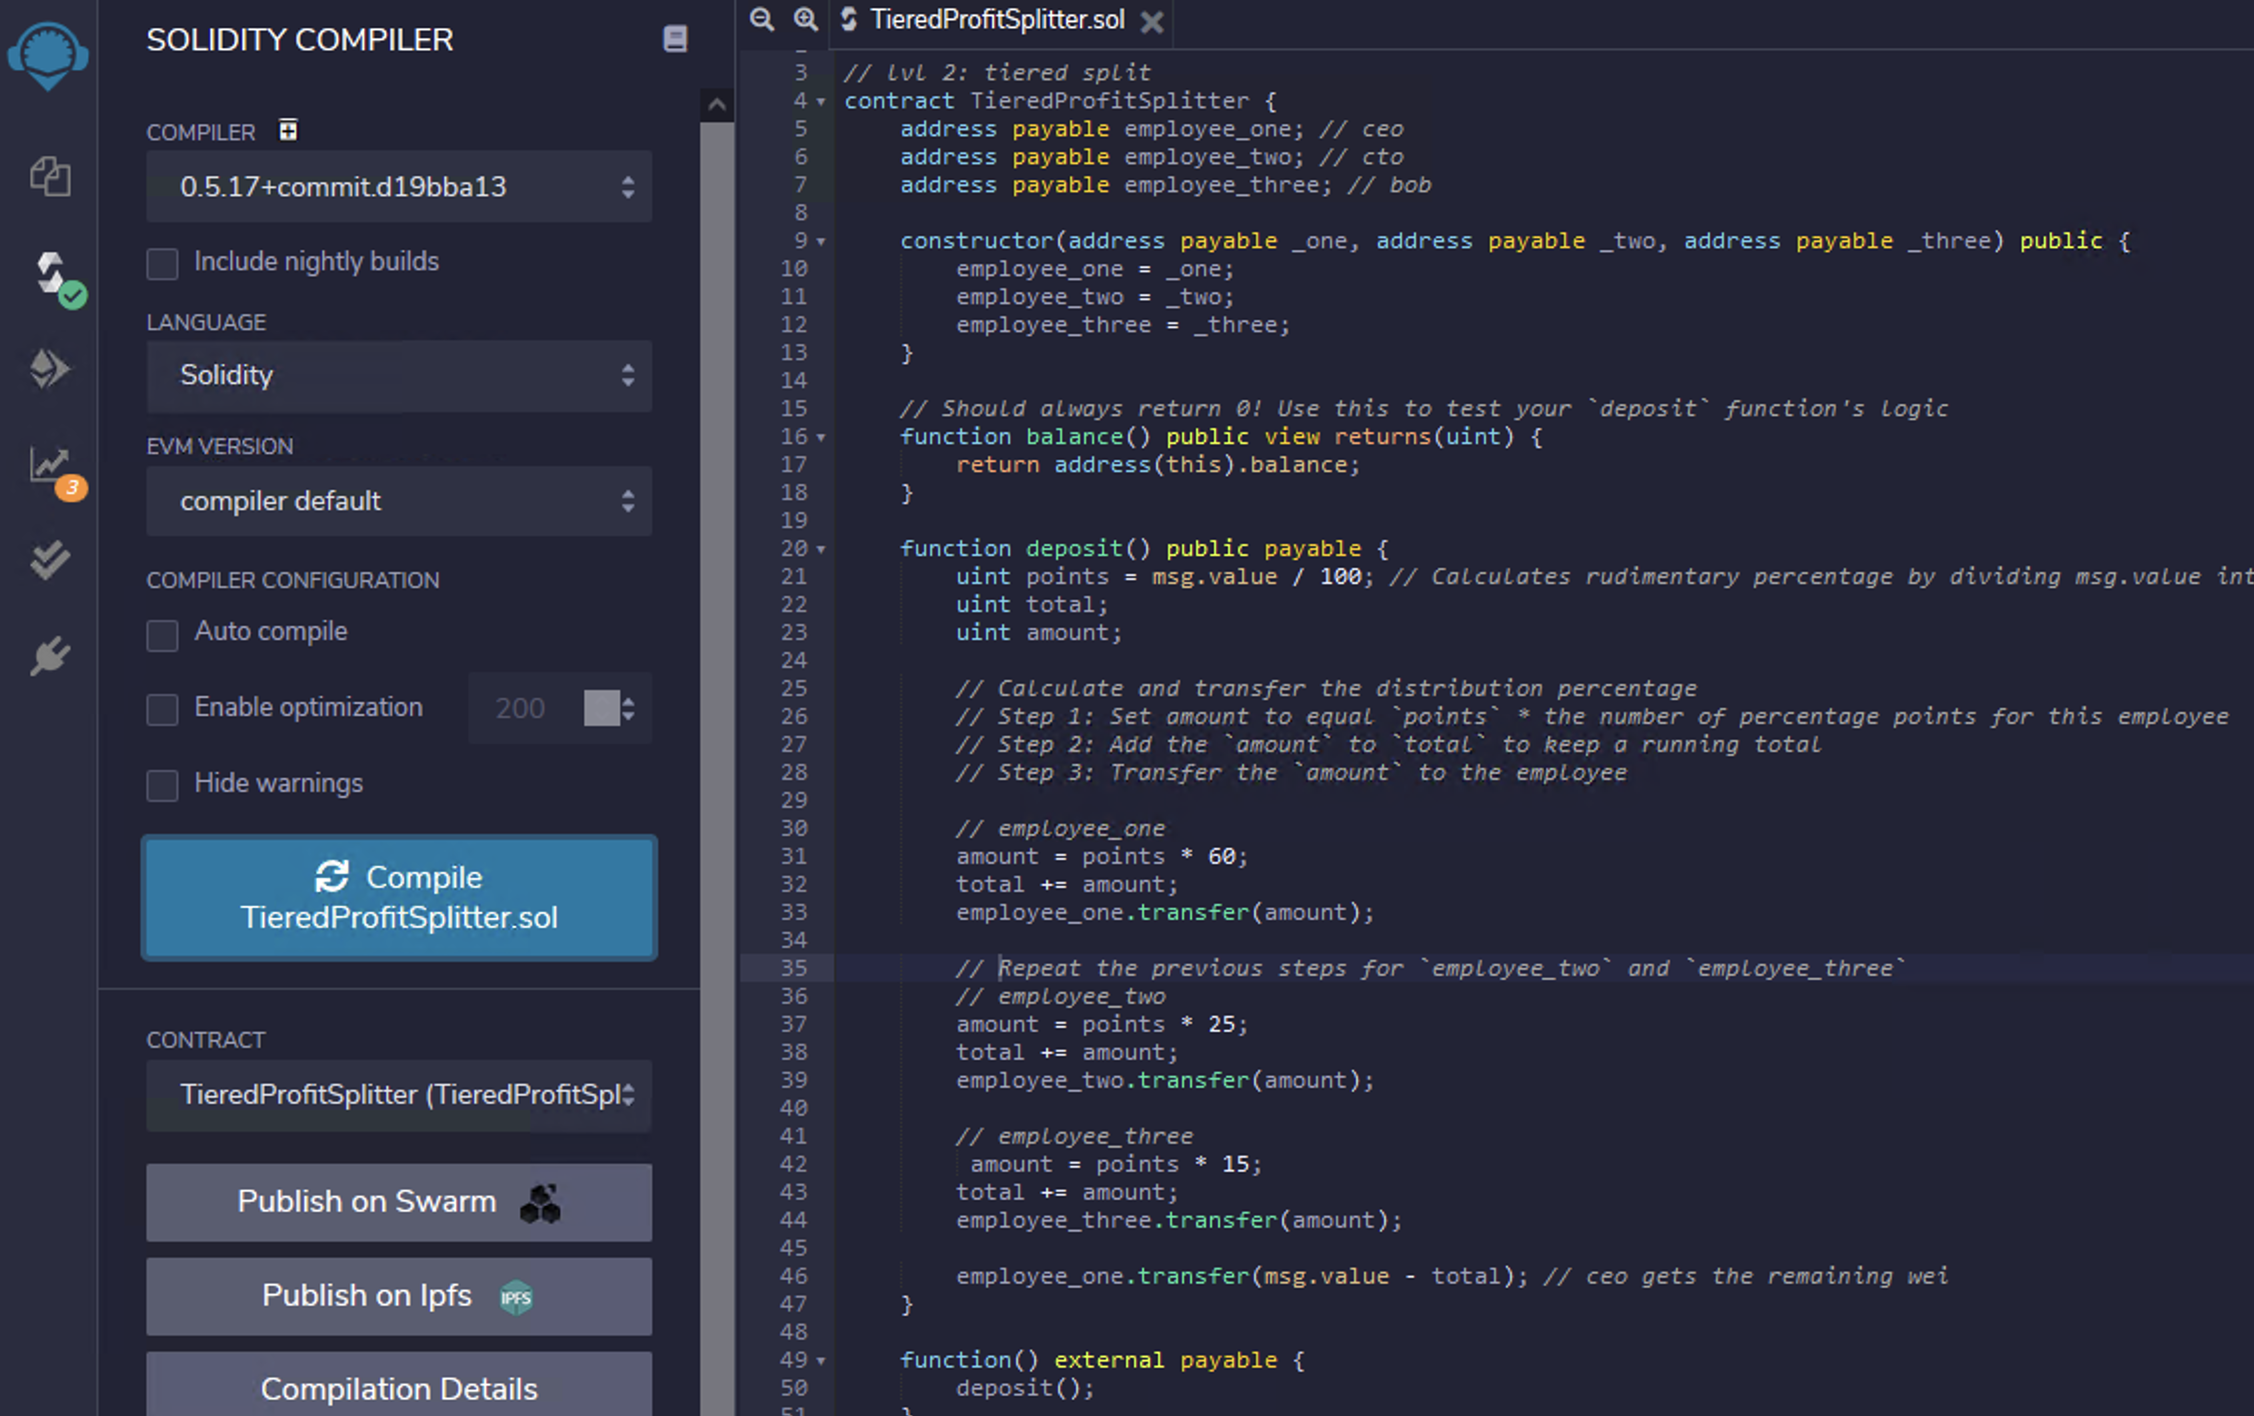 SOLIDITY COMPILER
COMPILER
0.5.17+commit.d19bba13
Include nightly builds
LANGUAGE
Solidity
EVM VERSION
compiler default
3
COMPILER CONFIGURATION
Auto compile
Enable optimization
200
Hide warnings
Compile
TieredProfitSplitter.sol
CONTRACT
TieredProfitSplitter (TieredProfitSpl
Publish on Swarm
Publish on Ipfs
IPFS
Compilation Details
TieredProfitSplitter.sol
3 // lvl 2: tiered split
4 contract TieredProfitSplitter {
5 address payable employee_one; // ceo
6 address payable employee_two; // cto
7 address payable employee_three; // bob
8
9 constructor(address payable _one, address payable _two, address payable _three) public {
10 employee_one = _one;
11 employee_two = _two;
12 employee_three = _three;
13 }
14
15 // Should always return 0! Use this to test your `deposit` function's logic
16 function balance() public view returns(uint) {
17 return address(this).balance;
18 }
19
20 function deposit() public payable {
21 uint points = msg.value / 100; // Calculates rudimentary percentage by dividing msg.value int
22 uint total;
23 uint amount;
24
25 // Calculate and transfer the distribution percentage
26 // Step 1: Set amount to equal `points` * the number of percentage points for this employee
27 // Step 2: Add the `amount` to `total` to keep a running total
28 // Step 3: Transfer the `amount` to the employee
29
30 // employee_one
31 amount = points * 60;
32 total += amount;
33 employee_one.transfer(amount);
34
35 // Repeat the previous steps for `employee_two` and `employee_three`
36 // employee_two
37 amount = points * 25;
38 total += amount;
39 employee_two.transfer(amount);
40
41 // employee_three
42 amount = points * 15;
43 total += amount;
44 employee_three.transfer(amount);
45
46 employee_one.transfer(msg.value - total); // ceo gets the remaining wei
47 }
48
49 function() external payable {
50 deposit();
51 }